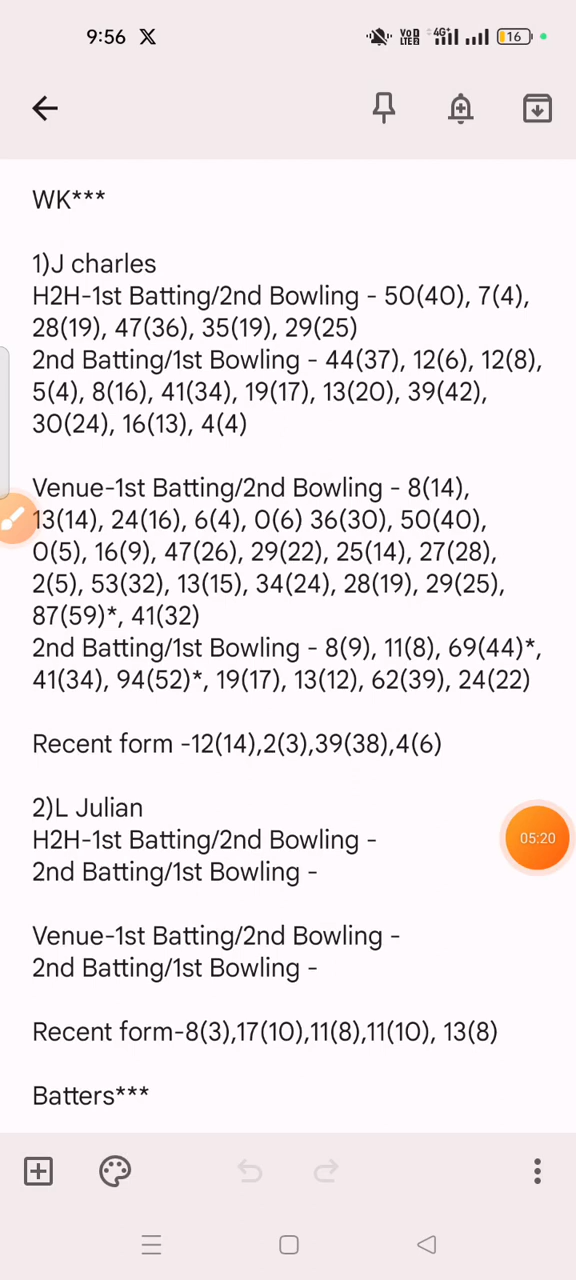 9:56 X VoD LTE2 4G+ 16
WK***
1)J charles
H2H-1st Batting/2nd Bowling - 50(40), 7(4),
28(19), 47(36), 35(19), 29(25)
2nd Batting/1st Bowling - 44(37), 12(6), 12(8),
5(4), 8(16), 41(34), 19(17), 13(20), 39(42),
30(24), 16(13), 4(4)
Venue-1st Batting/2nd Bowling - 8(14),
13(14), 24(16), 6(4), 0(6) 36(30), 50(40),
0(5), 16(9), 47(26), 29(22), 25(14), 27(28),
2(5), 53(32), 13(15), 34(24), 28(19), 29(25),
87(59)*, 41(32)
2nd Batting/1st Bowling - 8(9), 11(8), 69(44)*,
41(34), 94(52)*, 19(17), 13(12), 62(39), 24(22)
Recent form -12(14),2(3),39(38),4(6)
2)L Julian
05:20
H2H-1st Batting/2nd Bowling -
2nd Batting/1st Bowling -
Venue-1st Batting/2nd Bowling -
2nd Batting/1st Bowling -
Recent form-8(3),17(10),11(8),11(10), 13(8)
Batters***